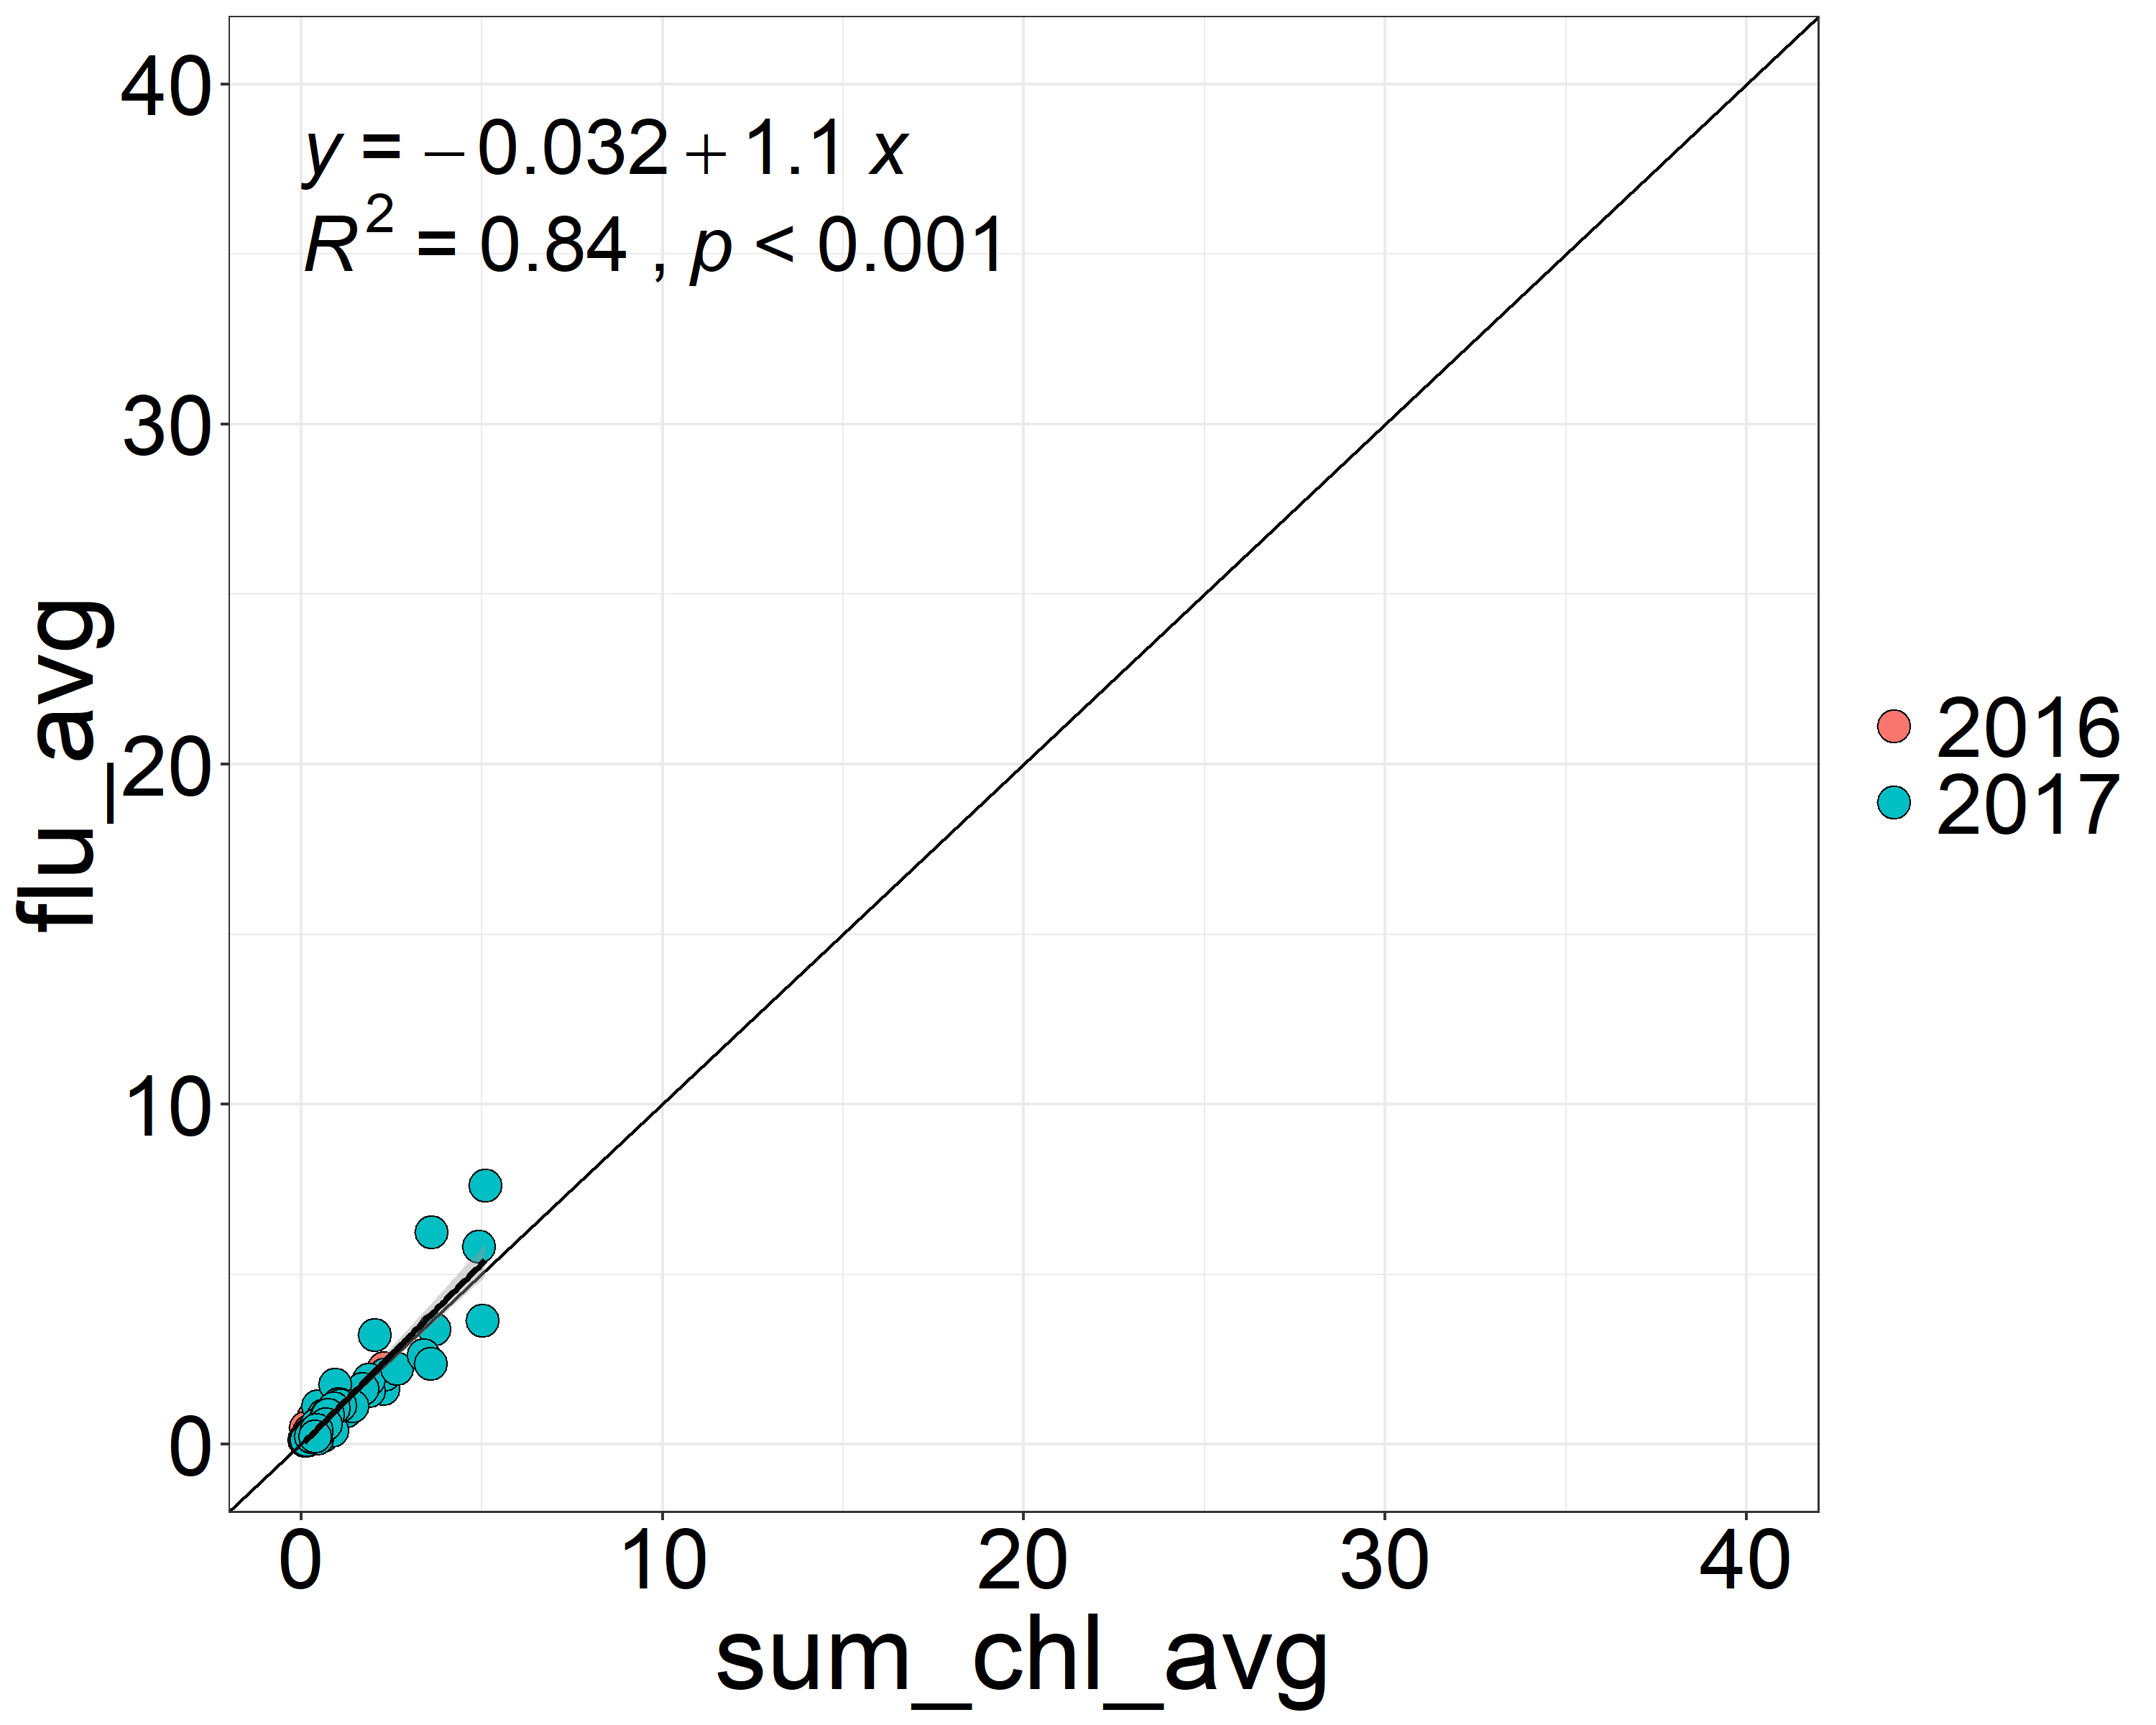 40
30
20
10
0
y = −0.032 + 1.1 x
R² = 0.84 , p < 0.001
flu_avg
2016
2017
0 10 20 30 40
sum_chl_avg